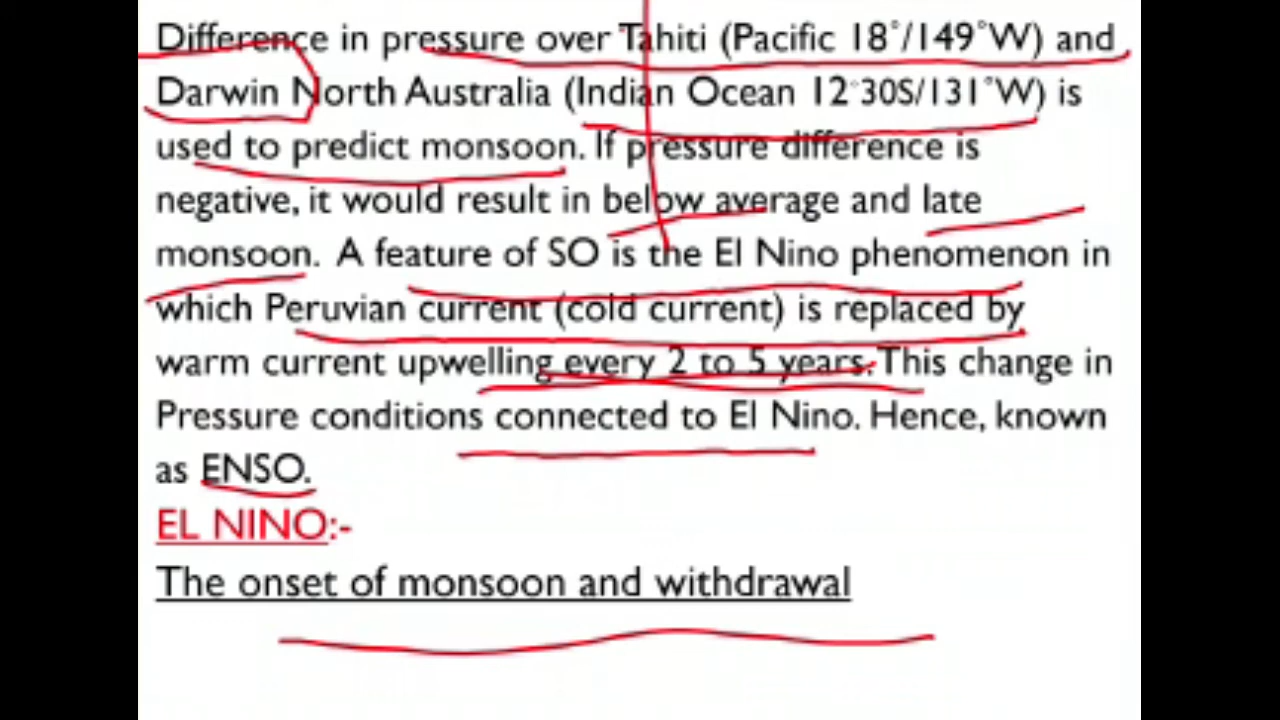 Difference in pressure over Tahiti (Pacific 18°/149°W) and
Darwin North Australia (Indian Ocean 12°30S/131°W) is
used to predict monsoon. If pressure difference is
negative, it would result in below average and late
monsoon. A feature of SO is the El Nino phenomenon in
which Peruvian current (cold current) is replaced by
warm current upwelling every 2 to 5 years. This change in
Pressure conditions connected to El Nino. Hence, known
as ENSO.
EL NINO:-
The onset of monsoon and withdrawal